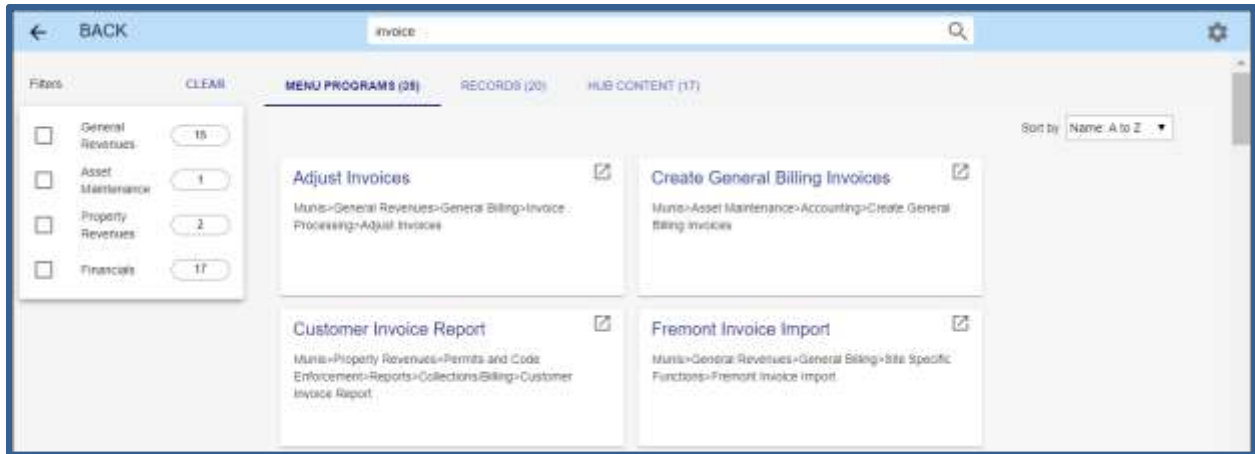 BACK
invoice
Filters
CLEAR
MENU PROGRAMS (35)
RECORDS (20)
HUB CONTENT (17)
Sort by
Name: A to Z
General
Revenues
15
Asset
Maintenance
1
Property
Revenues
2
Financials
17
Adjust Invoices
Munis>General Revenues>General Billing>Invoice
Processing>Adjust Invoices
Create General Billing Invoices
Munis>Asset Maintenance>Accounting>Create General
Billing Invoices
Customer Invoice Report
Munis>Property Revenues>Permits and Code
Enforcement>Reports>Collections/Billing>Customer
Invoice Report
Fremont Invoice Import
Munis>General Revenues>General Billing>Site Specific
Functions>Fremont Invoice Import